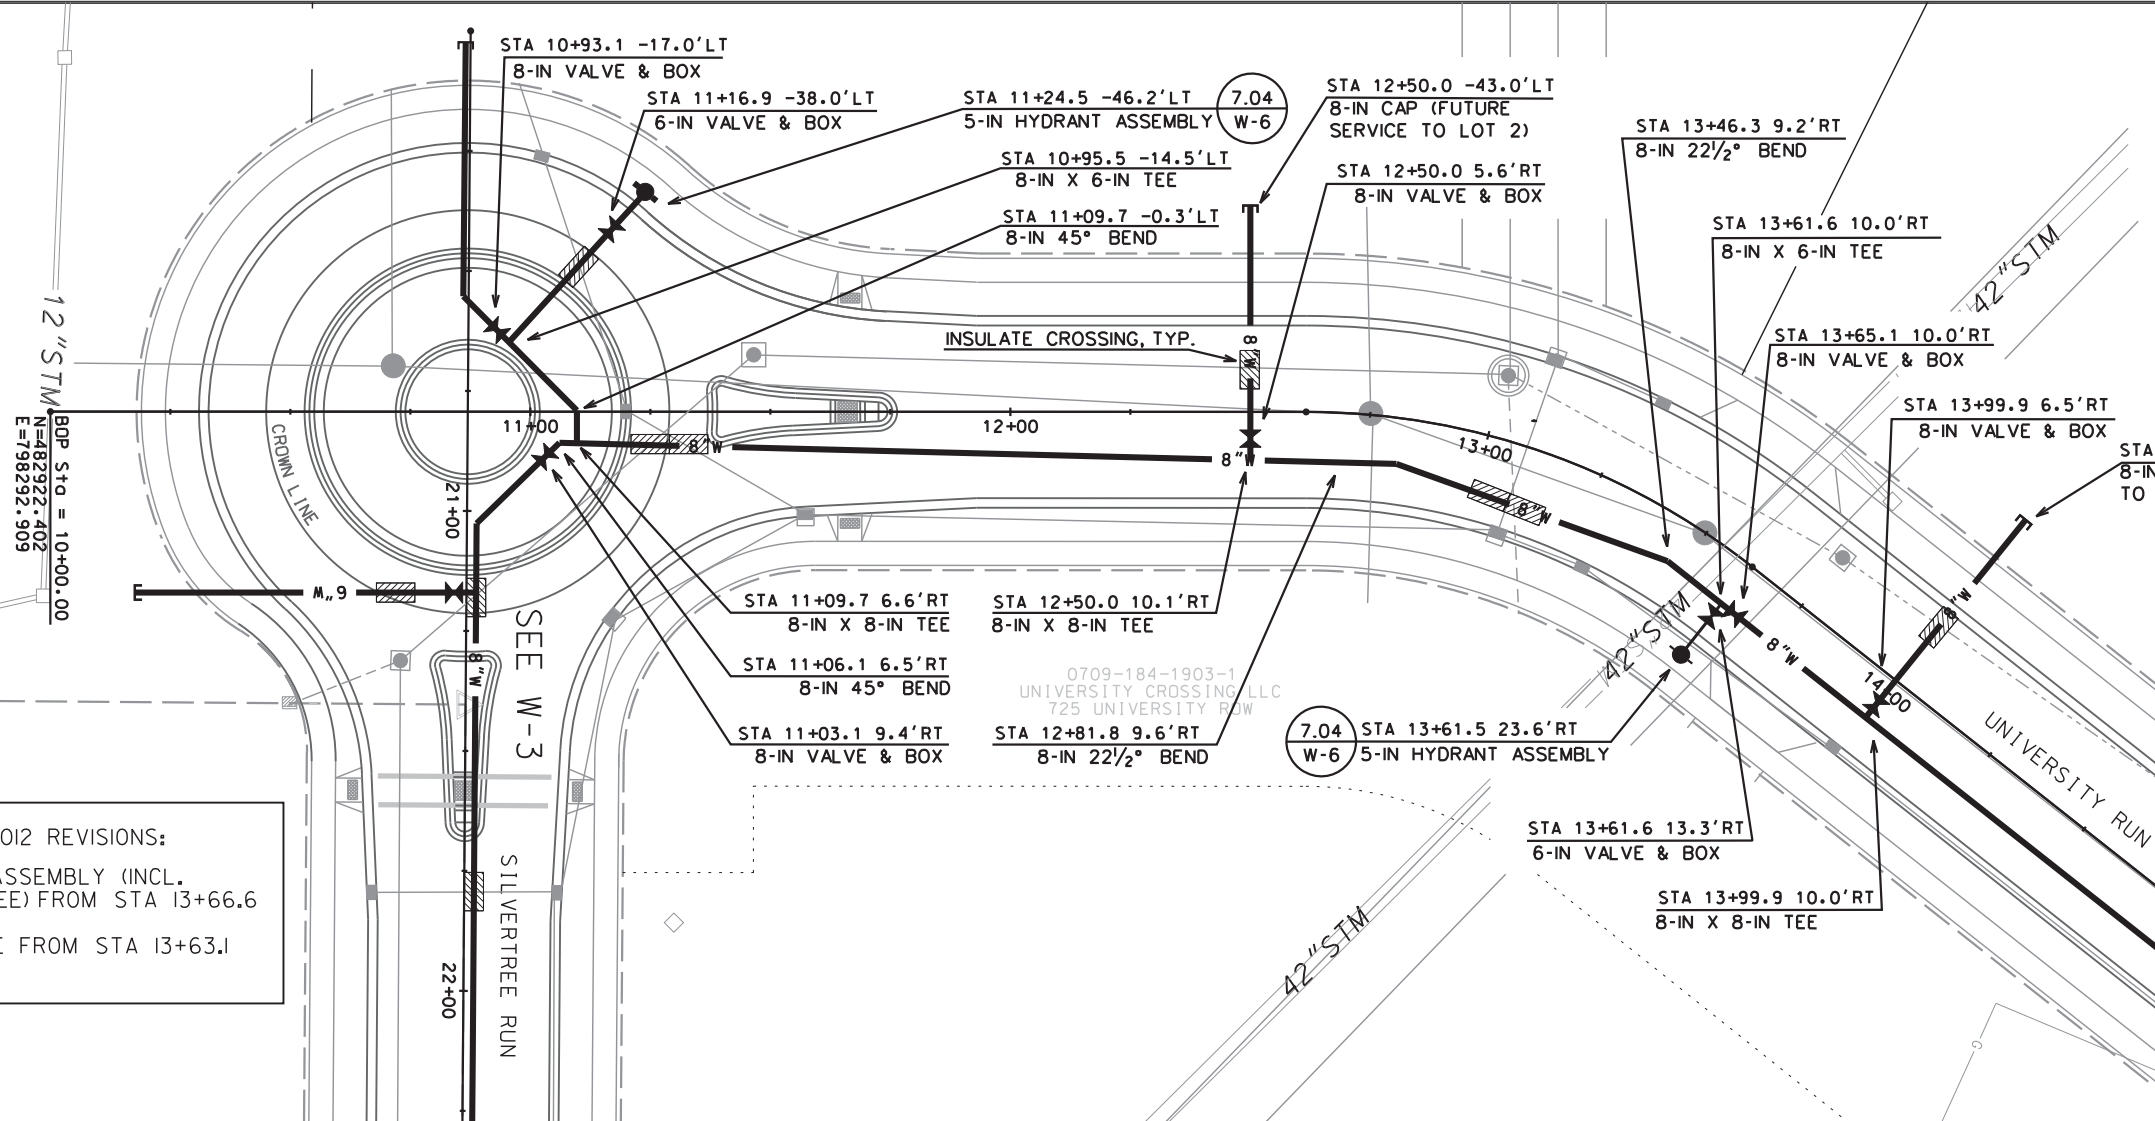 STA 10+93.1 -17.0'LT
8-IN VALVE & BOX
STA 11+16.9 -38.0'LT
6-IN VALVE & BOX
STA 11+24.5 -46.2'LT
5-IN HYDRANT ASSEMBLY
7.04
W-6
STA 10+95.5 -14.5'LT
8-IN X 6-IN TEE
STA 11+09.7 -0.3'LT
8-IN 45° BEND
STA 12+50.0 -43.0'LT
8-IN CAP (FUTURE
SERVICE TO LOT 2)
STA 12+50.0 5.6'RT
8-IN VALVE & BOX
STA 13+46.3 9.2'RT
8-IN 22½° BEND
STA 13+61.6 10.0'RT
8-IN X 6-IN TEE
STA 13+65.1 10.0'RT
8-IN VALVE & BOX
STA 13+99.9 6.5'RT
8-IN VALVE & BOX
STA
8-IN
TO
42"STM
12"STM
INSULATE CROSSING, TYP.
8"W
BOP Sta = 10+00.00
N=482922.402
E=798292.909
CROWN LINE
11+00
12+00
13+00
14+00
21+00
22+00
8"W
8"W
8"W
8"W
8"W
8"W
6"W
42"STM
SEE W-3
STA 11+09.7 6.6'RT
8-IN X 8-IN TEE
STA 11+06.1 6.5'RT
8-IN 45° BEND
STA 11+03.1 9.4'RT
8-IN VALVE & BOX
STA 12+50.0 10.1'RT
8-IN X 8-IN TEE
0709-184-1903-1
UNIVERSITY CROSSING LLC
725 UNIVERSITY ROW
STA 12+81.8 9.6'RT
8-IN 22½° BEND
7.04
W-6
STA 13+61.5 23.6'RT
5-IN HYDRANT ASSEMBLY
STA 13+61.6 13.3'RT
6-IN VALVE & BOX
STA 13+99.9 10.0'RT
8-IN X 8-IN TEE
UNIVERSITY RUN
SILVERTREE RUN
42"STM
G
012 REVISIONS:
ASSEMBLY (INCL.
EE) FROM STA 13+66.6
E FROM STA 13+63.1